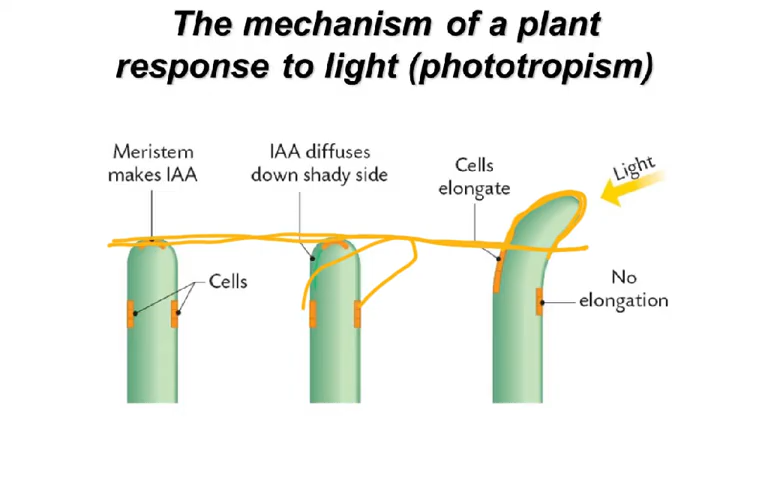 The mechanism of a plant
response to light (phototropism)
Meristem
makes IAA
IAA diffuses
down shady side
Cells
elongate
Light
Cells
No
elongation